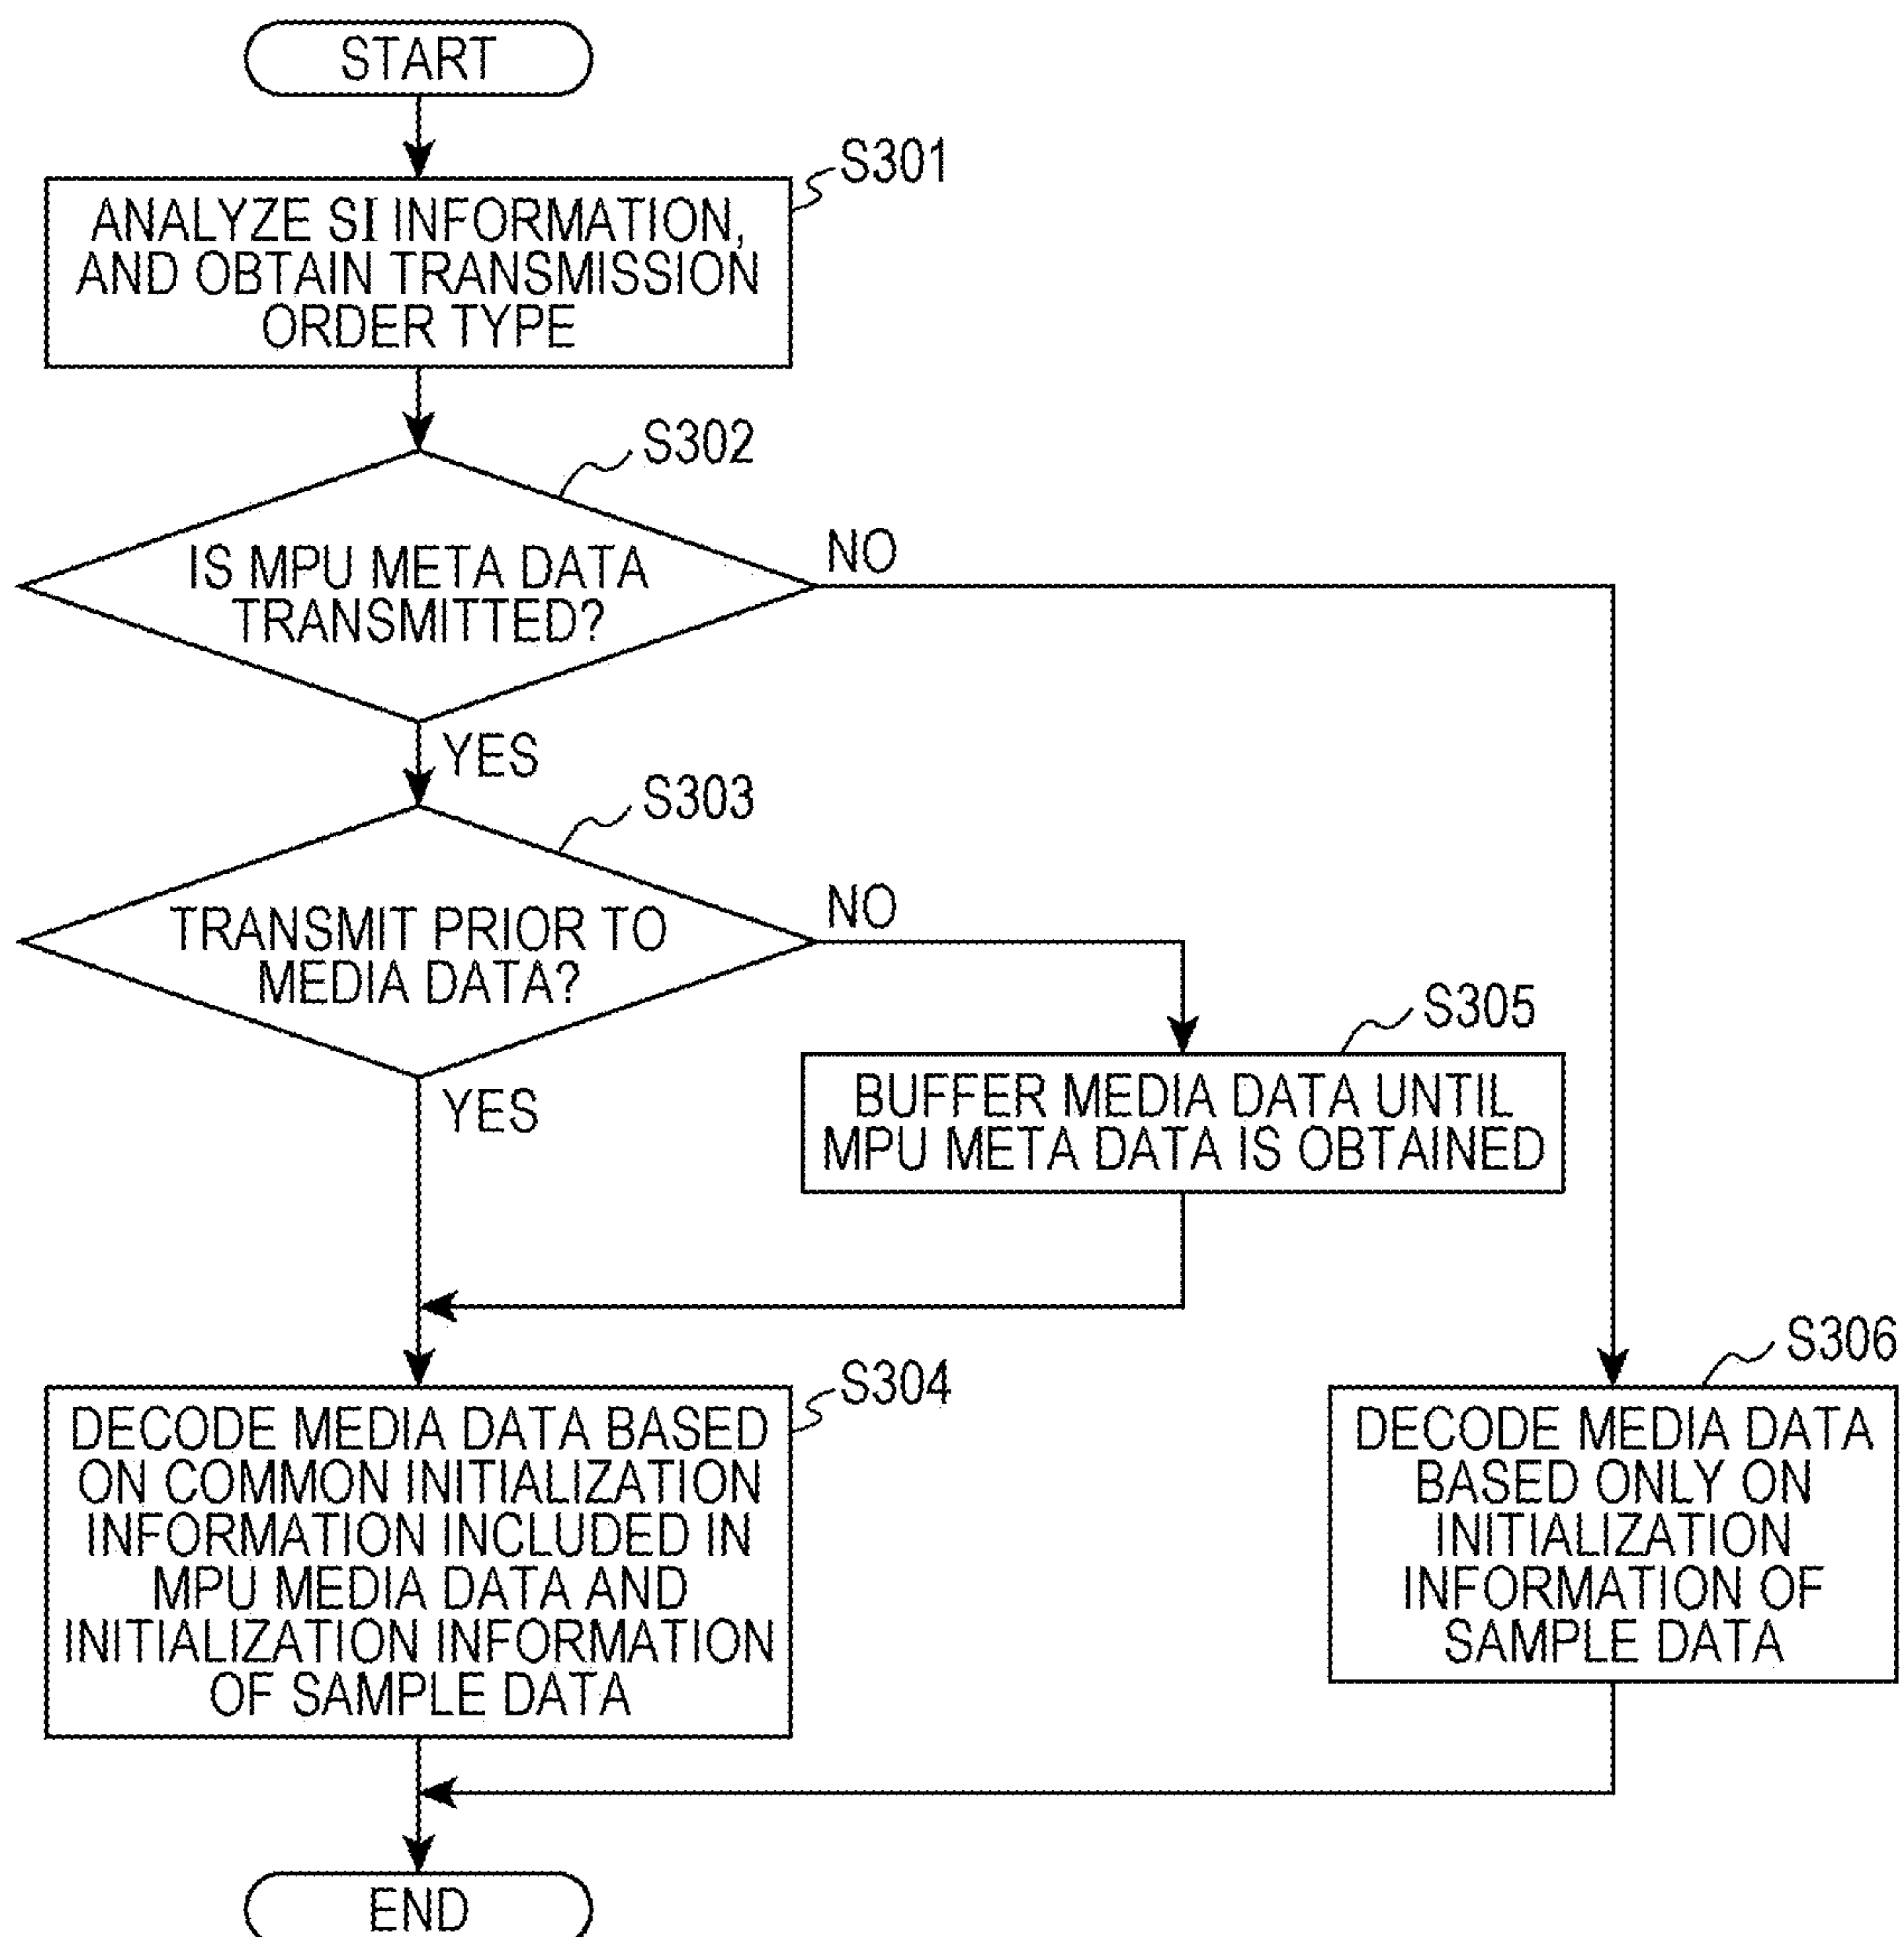 START
S301
ANALYZE SI INFORMATION,
AND OBTAIN TRANSMISSION
ORDER TYPE
S302
IS MPU META DATA
TRANSMITTED?
NO
YES
S303
TRANSMIT PRIOR TO
MEDIA DATA?
NO
YES
S305
BUFFER MEDIA DATA UNTIL
MPU META DATA IS OBTAINED
S304
DECODE MEDIA DATA BASED
ON COMMON INITIALIZATION
INFORMATION INCLUDED IN
MPU MEDIA DATA AND
INITIALIZATION INFORMATION
OF SAMPLE DATA
S306
DECODE MEDIA DATA
BASED ONLY ON
INITIALIZATION
INFORMATION OF
SAMPLE DATA
END